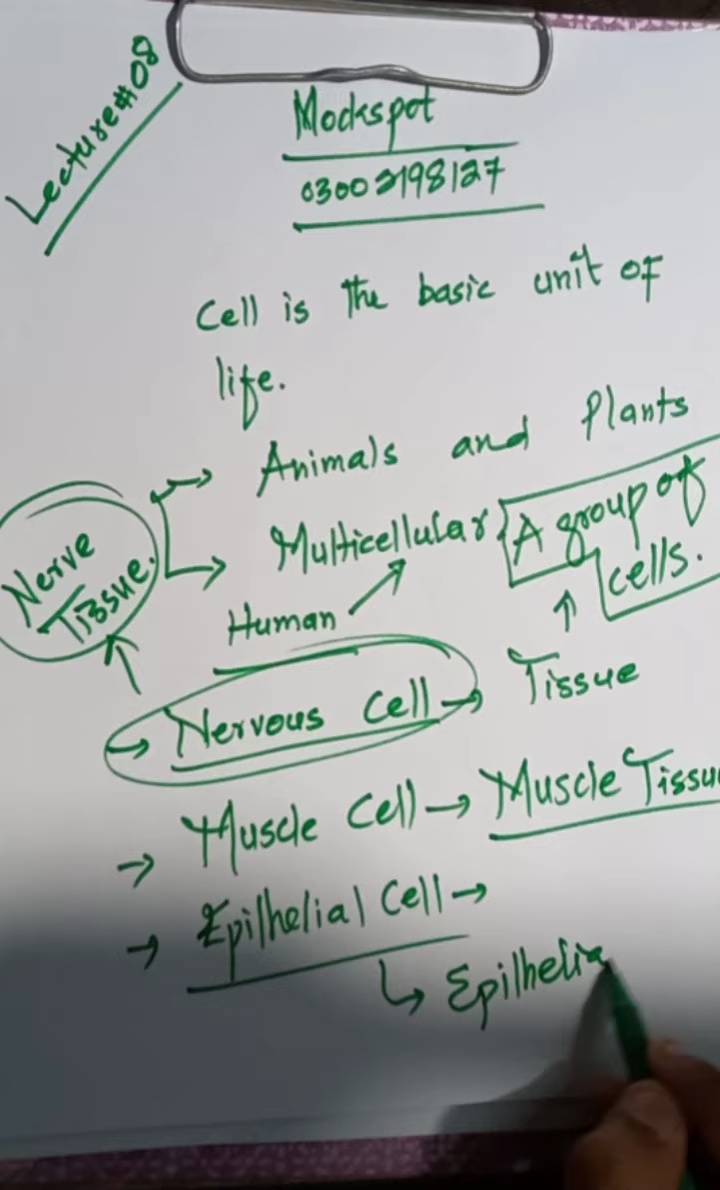 Lecture#08
Mockspot
03002198127
Cell is the basic unit of
life.
→ Animals and Plants
→ Multicellular { A group of
cells.
Nerve
Tissue.
Human
→ Nervous Cell → Tissue
→ Muscle Cell → Muscle Tissu
→ Epilhelial Cell →
↳ Epilhelia